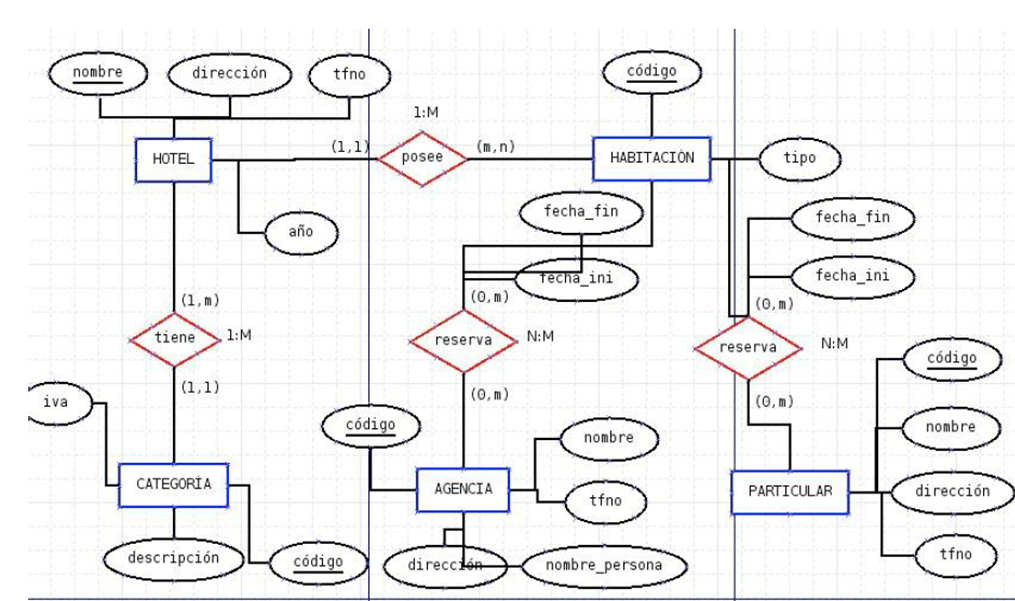 nombre
dirección
tfno
código
1:M
HOTEL
(1,1)
posee
(m,n)
HABITACIÓN
tipo
año
fecha_fin
fecha_ini
fecha_fin
fecha_ini
(1,m)
(0,m)
(0,m)
tiene
1:M
reserva
N:M
reserva
N:M
(1,1)
(0,m)
(0,m)
código
iva
código
nombre
nombre
CATEGORÍA
AGENCIA
tfno
PARTICULAR
dirección
descripción
código
dirección
nombre_persona
tfno